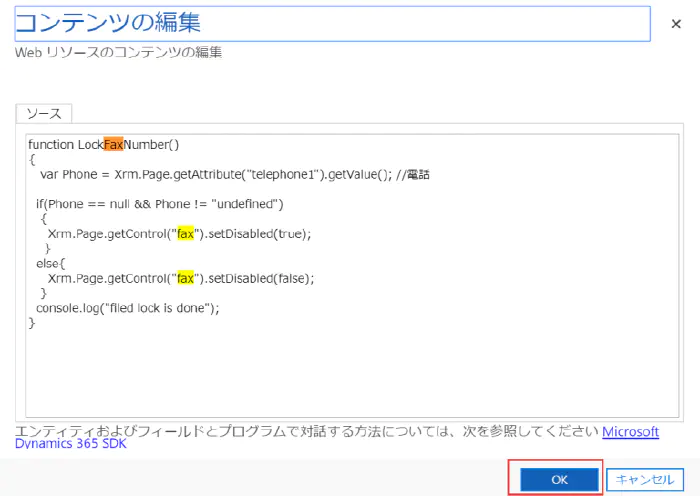 コンテンツの編集
Web リソースのコンテンツの編集
ソース
function LockFaxNumber()
{
var Phone = Xrm.Page.getAttribute("telephone1").getValue(); //電話
if(Phone == null && Phone != "undefined")
{
Xrm.Page.getControl("fax").setDisabled(true);
}
else{
Xrm.Page.getControl("fax").setDisabled(false);
}
console.log("filed lock is done");
}
エンティティおよびフィールドとプログラムで対話する方法については、次を参照してください Microsoft
Dynamics 365 SDK
OK キャンセル